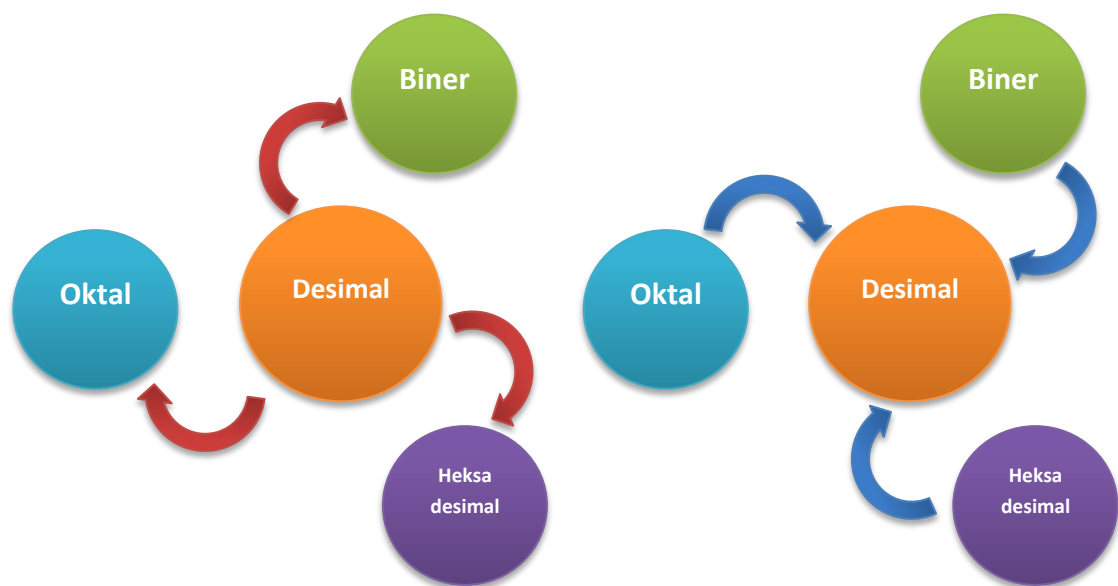 Biner
Oktal
Desimal
Heksa
desimal
Biner
Oktal
Desimal
Heksa
desimal